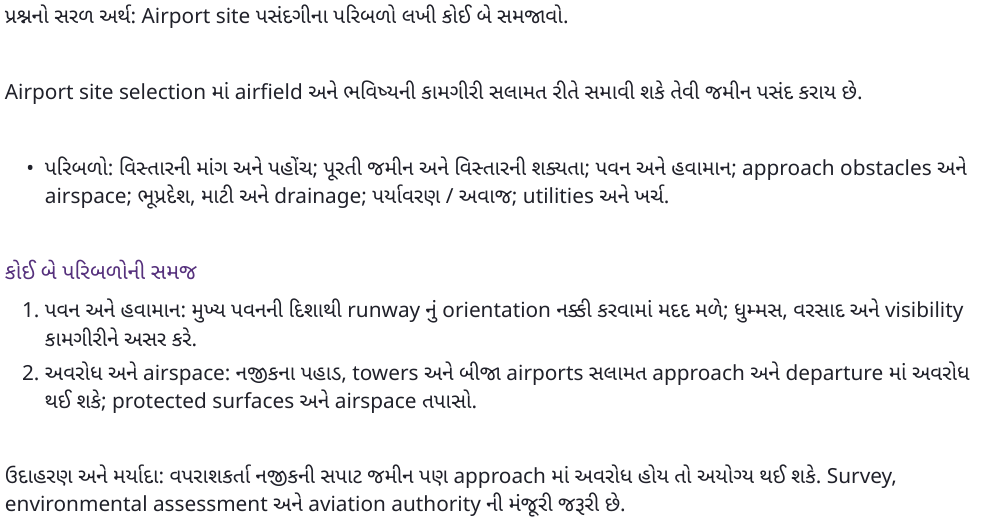 પ્રશ્નનો સરળ અર્થ: Airport site પસંદગીના પરિબળો લખી કોઈ બે સમજાવો.
Airport site selection માં airfield અને ભવિષ્યની કામગીરી સલામત રીતે સમાવી શકે તેવી જમીન પસંદ કરાય છે.
• પરિબળો: વિસ્તારની માંગ અને પહોંચ; પૂરતી જમીન અને વિસ્તારની શક્યતા; પવન અને હવામાન; approach obstacles અને
airspace; ભૂપ્રદેશ, માટી અને drainage; પર્યાવરણ / અવાજ; utilities અને ખર્ચ.
કોઈ બે પરિબળોની સમજ
1. પવન અને હવામાન: મુખ્ય પવનની દિશાથી runway નું orientation નક્કી કરવામાં મદદ મળે; ધુમ્મસ, વરસાદ અને visibility
કામગીરીને અસર કરે.
2. અવરોધ અને airspace: નજીકના પહાડ, towers અને બીજા airports સલામત approach અને departure માં અવરોધ
થઈ શકે; protected surfaces અને airspace તપાસો.
ઉદાહરણ અને મર્યાદા: વપરાશકર્તા નજીકની સપાટ જમીન પણ approach માં અવરોધ હોય તો અયોગ્ય થઈ શકે. Survey,
environmental assessment અને aviation authority ની મંજૂરી જરૂરી છે.